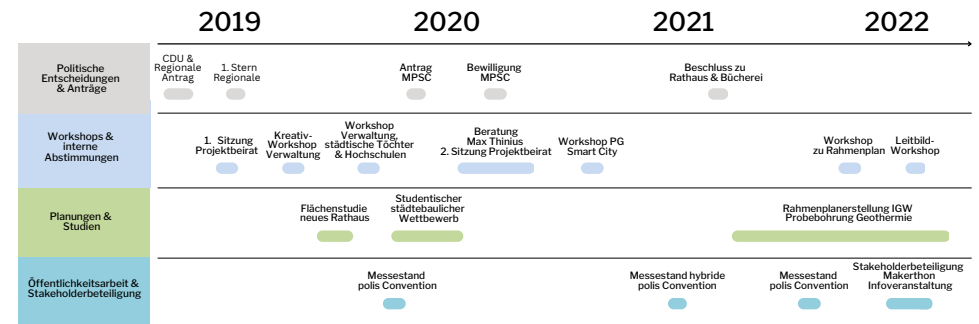 2019 2020 2021 2022
Politische
Entscheidungen
& Anträge
CDU &
Regionale
Antrag
1. Stern
Regionale
Antrag
MPSC
Bewilligung
MPSC
Beschluss zu
Rathaus & Bücherei
Workshops &
interne
Abstimmungen
1. Sitzung
Projektbeirat
Kreativ-
Workshop
Verwaltung
Workshop
Verwaltung,
städtische Töchter
& Hochschulen
Beratung
Max Thinius
2. Sitzung Projektbeirat
Workshop PG
Smart City
Workshop
zu Rahmenplan
Leitbild-
Workshop
Planungen &
Studien
Flächenstudie
neues Rathaus
Studentischer
städtebaulicher
Wettbewerb
Rahmenplanerstellung IGW
Probebohrung Geothermie
Öffentlichkeitsarbeit &
Stakeholderbeteiligung
Messestand
polis Convention
Messestand hybride
polis Convention
Messestand
polis Convention
Stakeholderbeteiligung
Makerthon
Infoveranstaltung